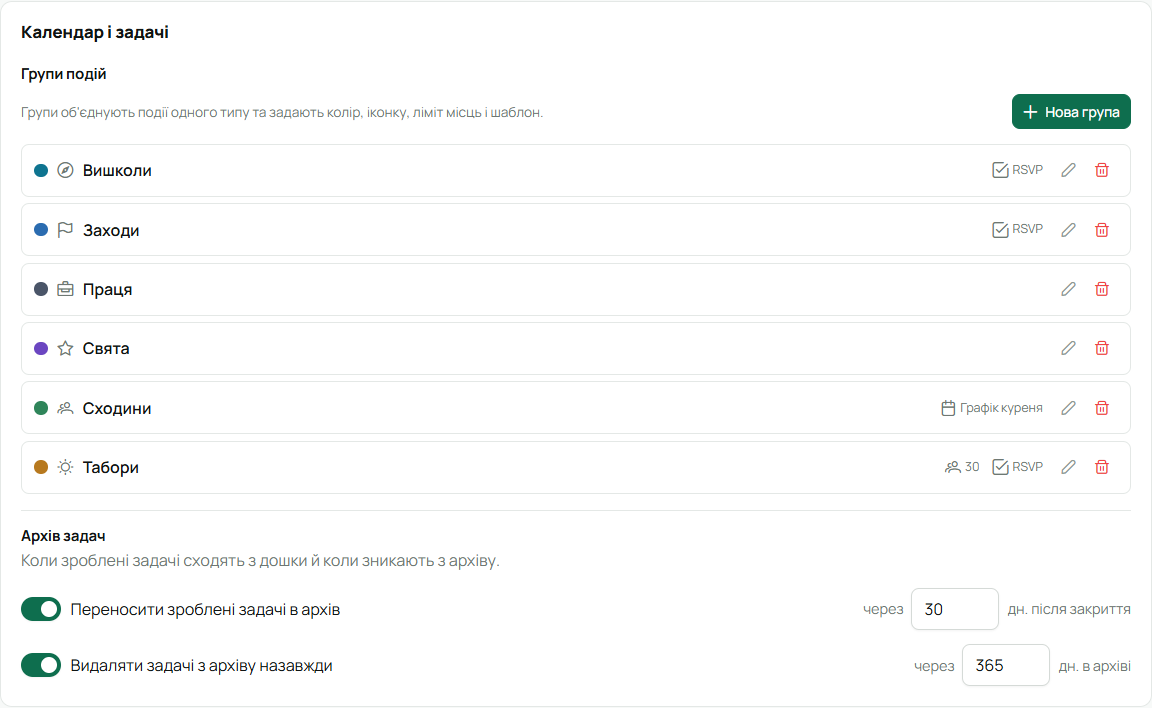 Календар і задачі
Групи подій
Групи об'єднують події одного типу та задають колір, іконку, ліміт місць і шаблон.
Нова група
Вишколи RSVP
Заходи RSVP
Праця
Свята
Сходини Графік куреня
Табори 30 RSVP
Архів задач
Коли зроблені задачі сходять з дошки й коли зникають з архіву.
Переносити зроблені задачі в архів через 30 дн. після закриття
Видаляти задачі з архіву назавжди через 365 дн. в архіві